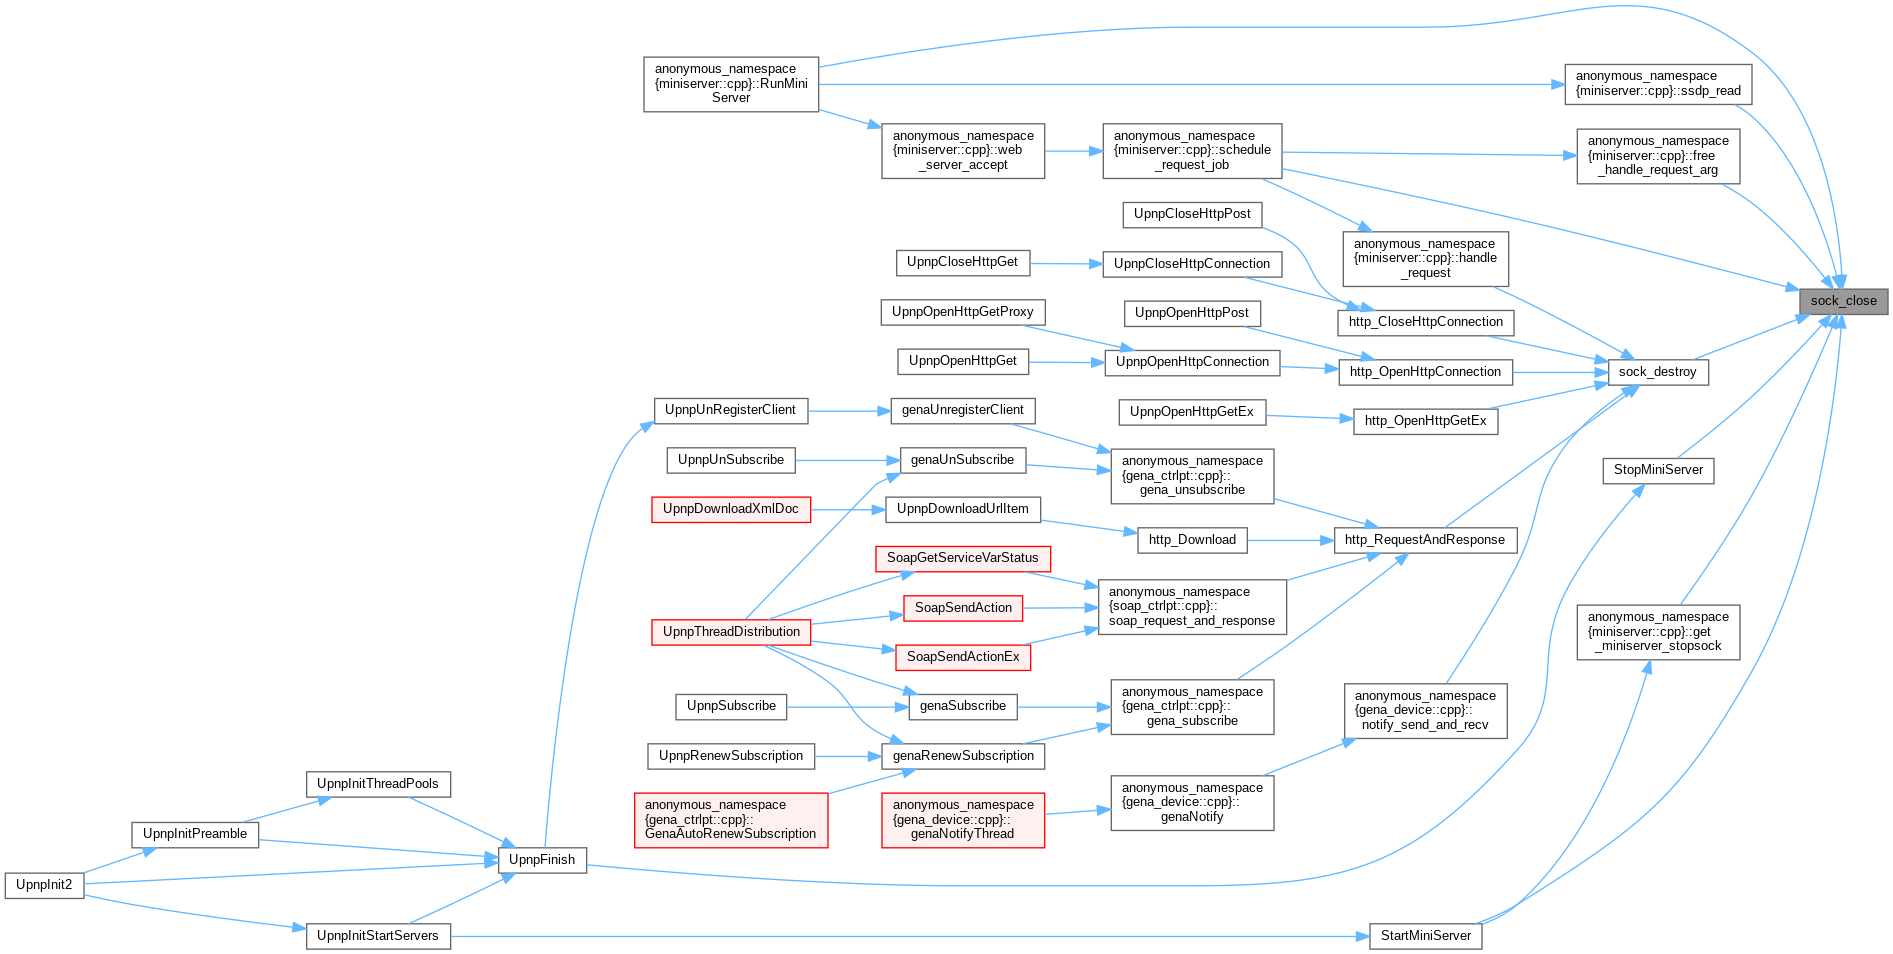 anonymous_namespace
{miniserver::cpp}::RunMini
Server
anonymous_namespace
{miniserver::cpp}::ssdp_read
anonymous_namespace
{miniserver::cpp}::web
_server_accept
anonymous_namespace
{miniserver::cpp}::schedule
_request_job
anonymous_namespace
{miniserver::cpp}::free
_handle_request_arg
UpnpCloseHttpPost
anonymous_namespace
{miniserver::cpp}::handle
_request
UpnpCloseHttpGet
UpnpCloseHttpConnection
sock_close
UpnpOpenHttpGetProxy
UpnpOpenHttpPost
http_CloseHttpConnection
UpnpOpenHttpGet
UpnpOpenHttpConnection
http_OpenHttpConnection
sock_destroy
UpnpUnRegisterClient
genaUnregisterClient
UpnpOpenHttpGetEx
http_OpenHttpGetEx
UpnpUnSubscribe
genaUnSubscribe
anonymous_namespace
{gena_ctrlpt::cpp}::
gena_unsubscribe
StopMiniServer
UpnpDownloadXmlDoc
UpnpDownloadUrlItem
http_Download
http_RequestAndResponse
SoapGetServiceVarStatus
anonymous_namespace
{soap_ctrlpt::cpp}::
soap_request_and_response
SoapSendAction
UpnpThreadDistribution
SoapSendActionEx
anonymous_namespace
{miniserver::cpp}::get
_miniserver_stopsock
UpnpSubscribe
genaSubscribe
anonymous_namespace
{gena_ctrlpt::cpp}::
gena_subscribe
anonymous_namespace
{gena_device::cpp}::
notify_send_and_recv
UpnpRenewSubscription
genaRenewSubscription
UpnpInitThreadPools
anonymous_namespace
{gena_ctrlpt::cpp}::
GenaAutoRenewSubscription
anonymous_namespace
{gena_device::cpp}::
genaNotifyThread
anonymous_namespace
{gena_device::cpp}::
genaNotify
UpnpInitPreamble
UpnpFinish
UpnpInit2
UpnpInitStartServers
StartMiniServer